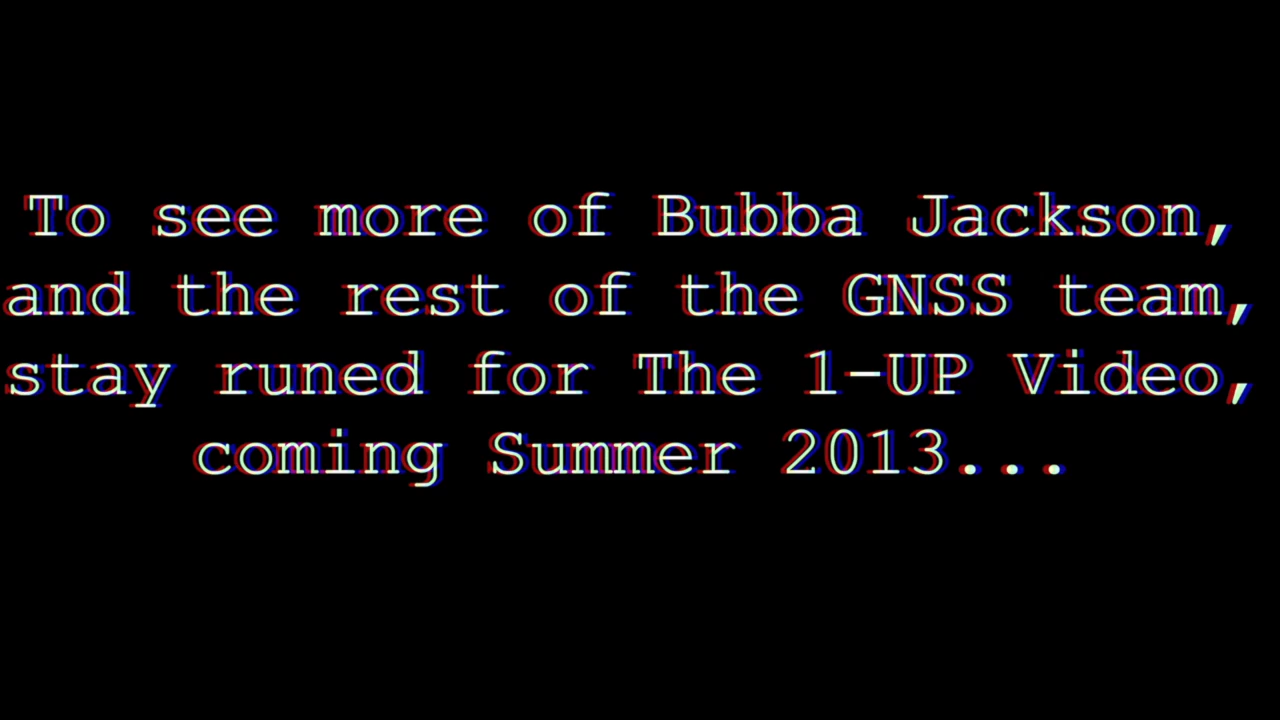 To see more of Bubba Jackson,
and the rest of the GNSS team,
stay runed for The 1-UP Video,
coming Summer 2013...